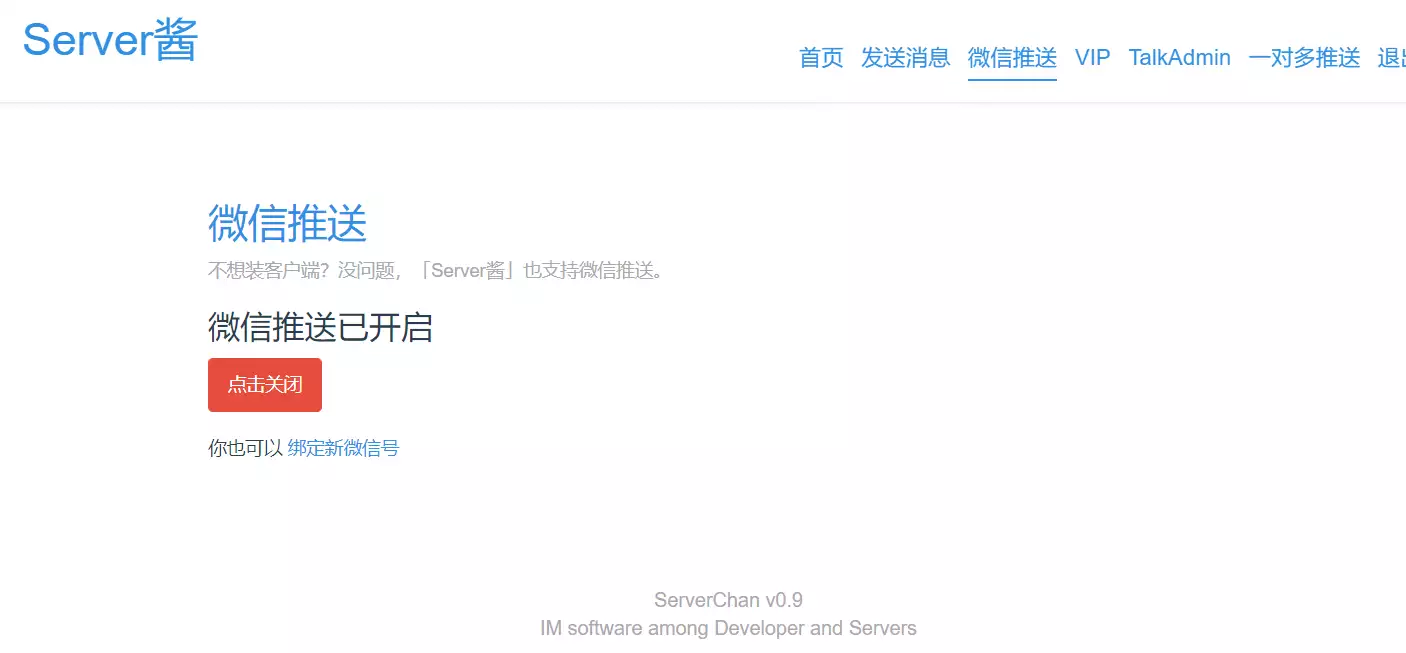 Server酱
首页 发送消息 微信推送 VIP TalkAdmin 一对多推送 退
微信推送
不想装客户端？没问题，「Server酱」也支持微信推送。
微信推送已开启
点击关闭
你也可以 绑定新微信号
ServerChan v0.9
IM software among Developer and Servers